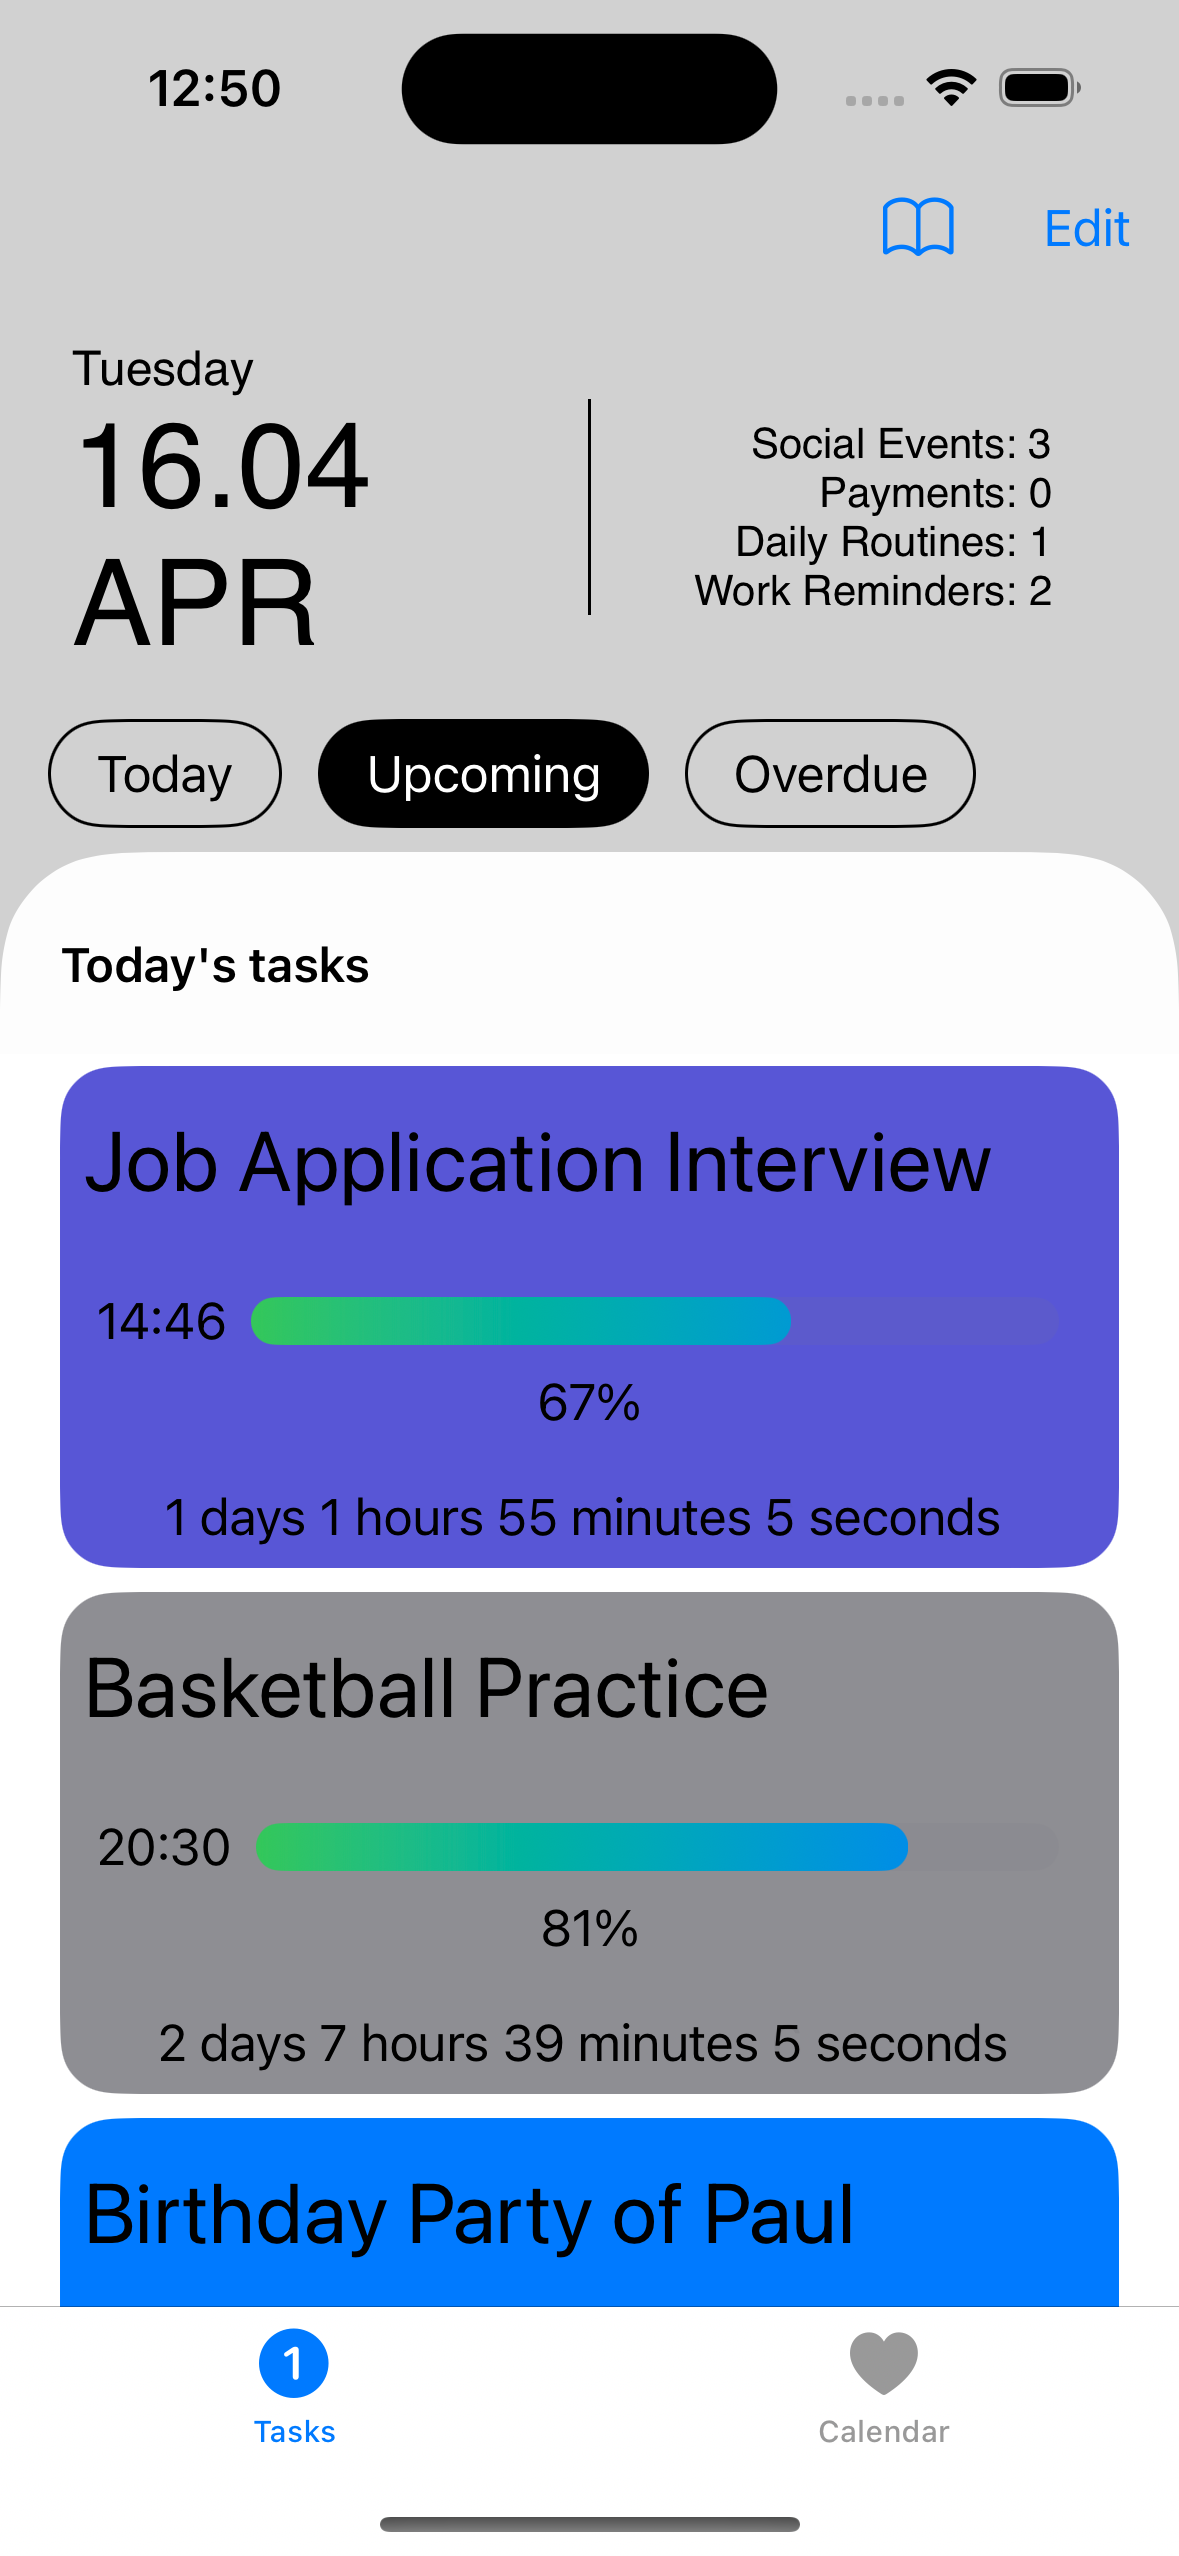 12:50
Edit
Tuesday
16.04
APR
Social Events: 3
Payments: 0
Daily Routines: 1
Work Reminders: 2
Today
Upcoming
Overdue
Today's tasks
Job Application Interview
14:46
67%
1 days 1 hours 55 minutes 5 seconds
Basketball Practice
20:30
81%
2 days 7 hours 39 minutes 5 seconds
Birthday Party of Paul
1
Tasks
Calendar